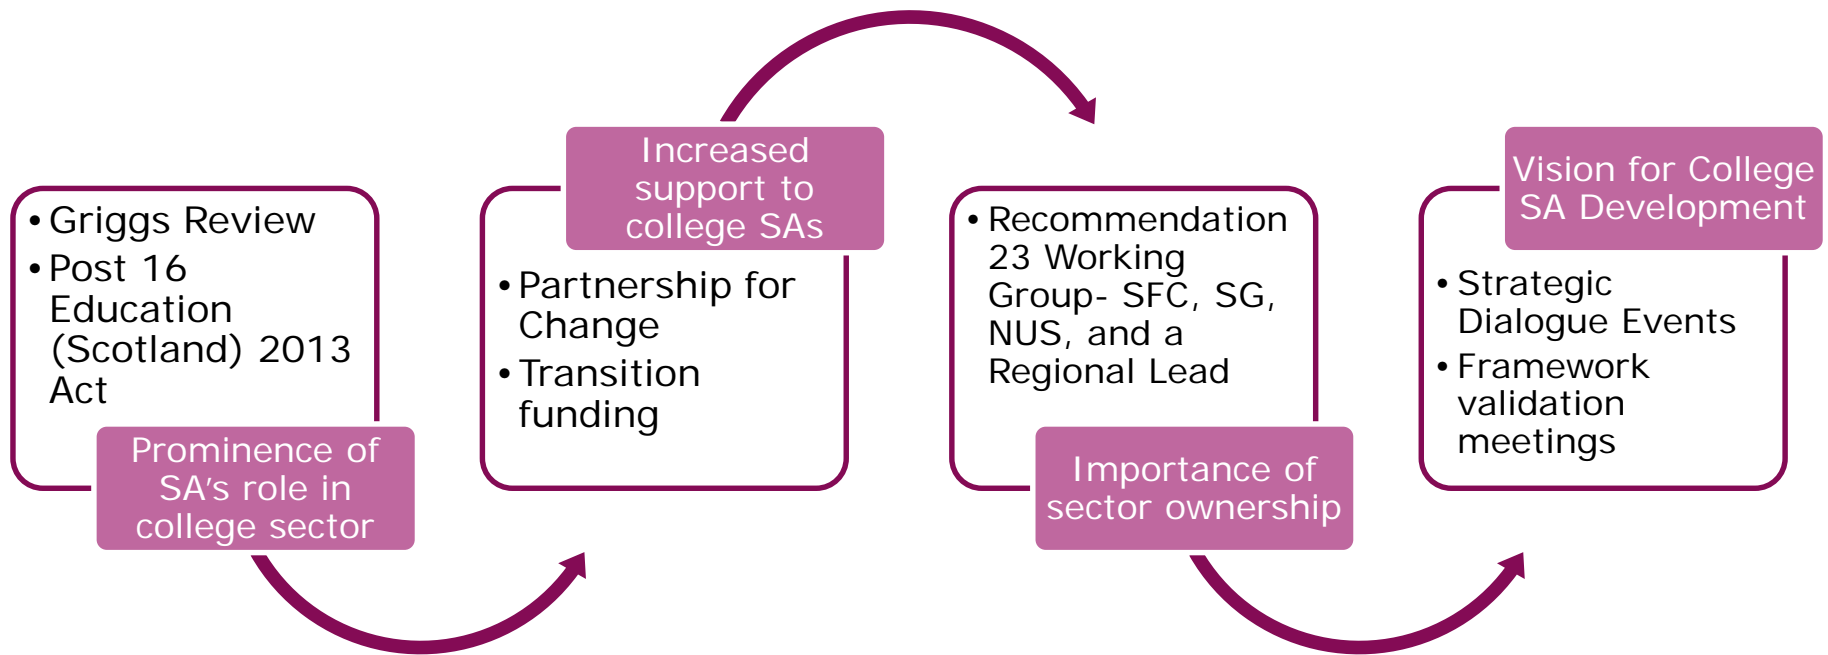 • Griggs Review
• Post 16
Education
(Scotland) 2013
Act
Prominence of
SA's role in
college sector
Increased
support to
college SAs
• Partnership for
Change
• Transition
funding
• Recommendation
23 Working
Group- SFC, SG,
NUS, and a
Regional Lead
Importance of
sector ownership
Vision for College
SA Development
• Strategic
Dialogue Events
• Framework
validation
meetings